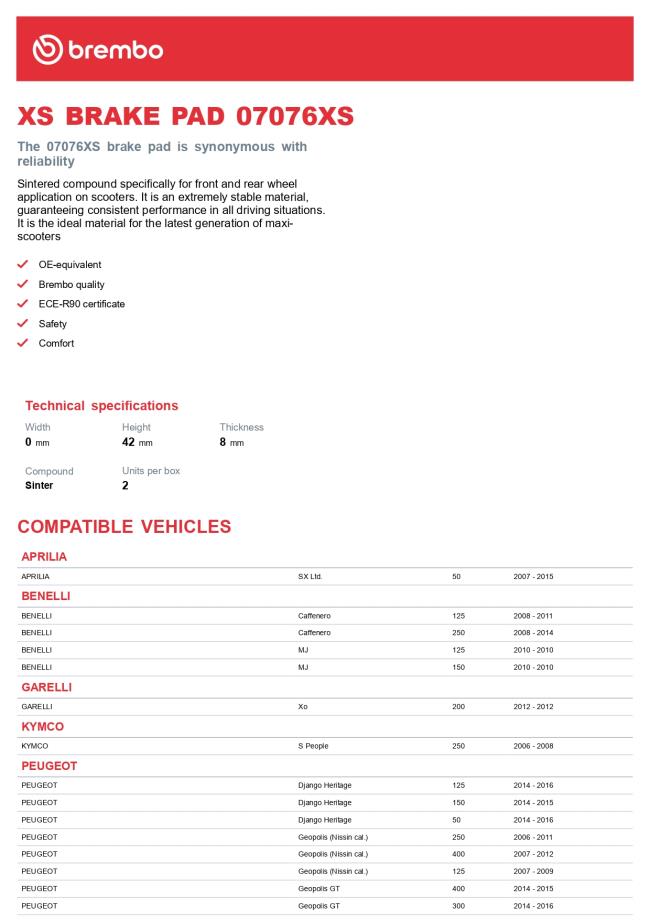 brembo
XS BRAKE PAD 07076XS
The 07076XS brake pad is synonymous with
reliability
Sintered compound specifically for front and rear wheel
application on scooters. It is an extremely stable material,
guaranteeing consistent performance in all driving situations.
It is the ideal material for the latest generation of maxi-
scooters
OE-equivalent
Brembo quality
ECE-R90 certificate
Safety
Comfort
Technical specifications
Width Height Thickness
0 mm 42 mm 8 mm
Compound Units per box
Sinter 2
COMPATIBLE VEHICLES
APRILIA
APRILIA SX Ltd. 50 2007 - 2015
BENELLI
BENELLI Caffenero 125 2008 - 2011
BENELLI Caffenero 250 2008 - 2014
BENELLI MJ 125 2010 - 2010
BENELLI MJ 150 2010 - 2010
GARELLI
GARELLI Xo 200 2012 - 2012
KYMCO
KYMCO S People 250 2006 - 2008
PEUGEOT
PEUGEOT Django Heritage 125 2014 - 2016
PEUGEOT Django Heritage 150 2014 - 2015
PEUGEOT Django Heritage 50 2014 - 2016
PEUGEOT Geopolis (Nissin cal.) 250 2006 - 2011
PEUGEOT Geopolis (Nissin cal.) 400 2007 - 2012
PEUGEOT Geopolis (Nissin cal.) 125 2007 - 2009
PEUGEOT Geopolis GT 400 2014 - 2015
PEUGEOT Geopolis GT 300 2014 - 2016